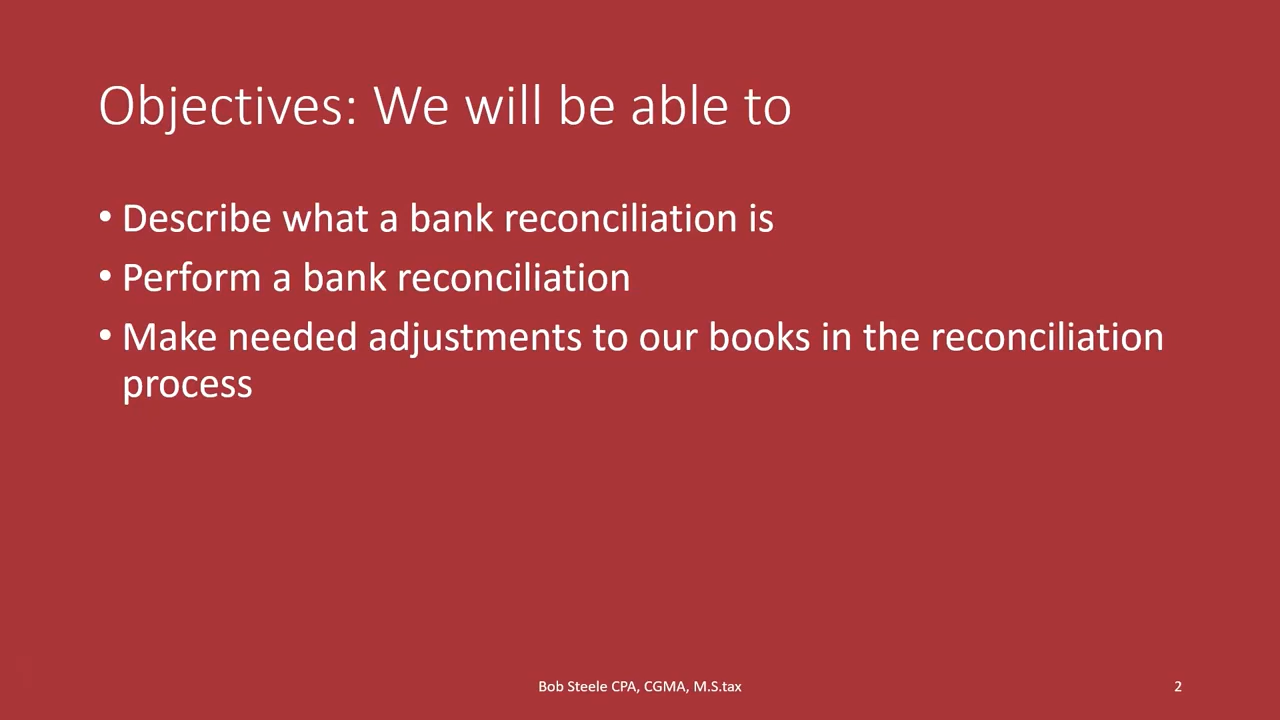 Objectives: We will be able to
• Describe what a bank reconciliation is
• Perform a bank reconciliation
• Make needed adjustments to our books in the reconciliation
process
Bob Steele CPA, CGMA, M.S.tax
2